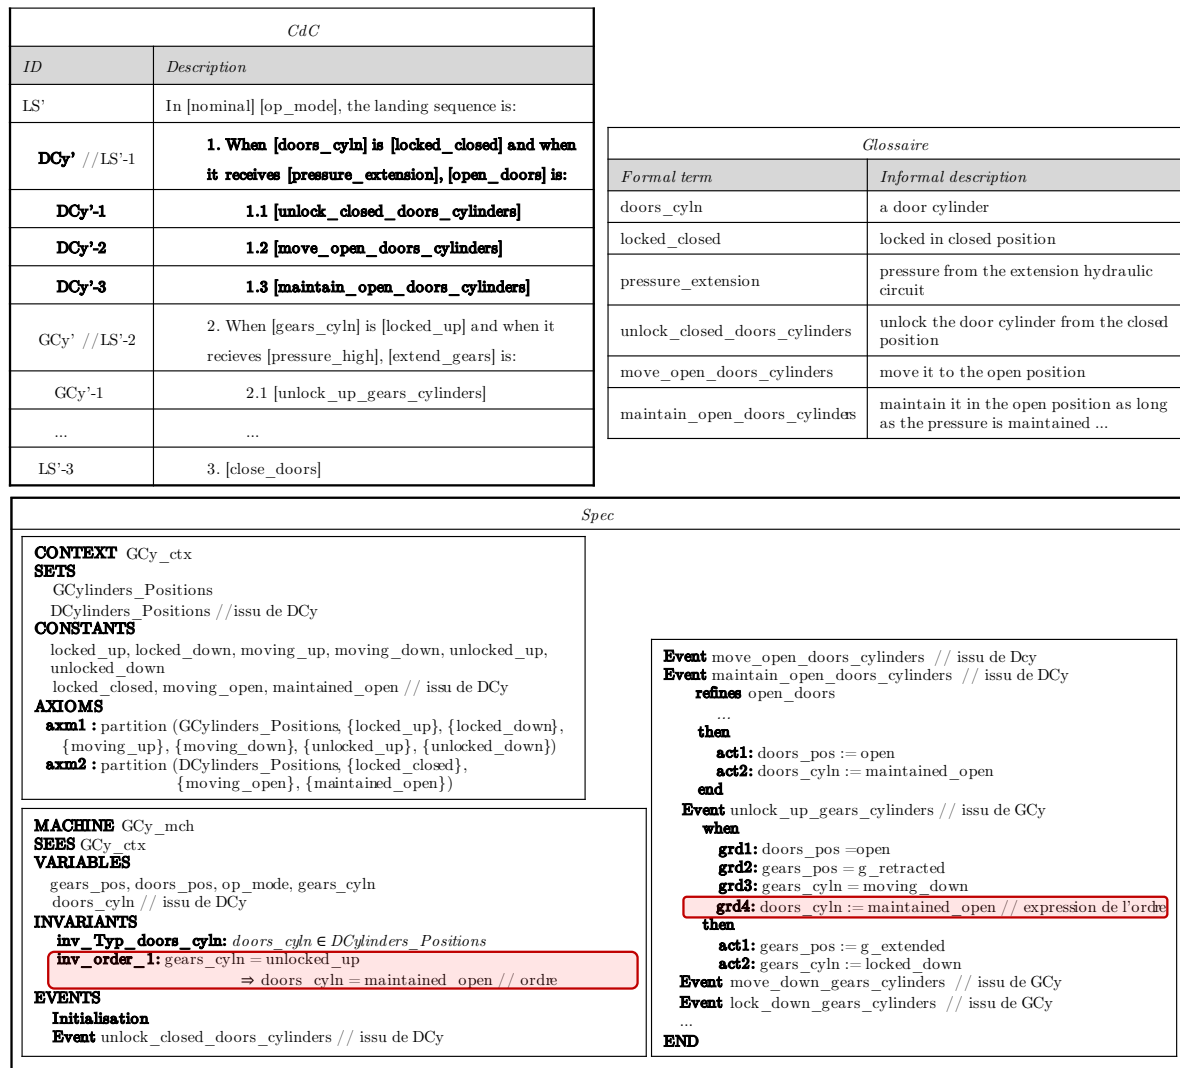 CdC
ID Description
LS' In [nominal] [op_mode], the landing sequence is:
DCy' //LS'-1 1. When [doors_cyln] is [locked_closed] and when
it receives [pressure_extension], [open_doors] is:
DCy'-1 1.1 [unlock_closed_doors_cylinders]
DCy'-2 1.2 [move_open_doors_cylinders]
DCy'-3 1.3 [maintain_open_doors_cylinders]
GCy' //LS'-2 2. When [gears_cyln] is [locked_up] and when it
recieves [pressure_high], [extend_gears] is:
GCy'-1 2.1 [unlock_up_gears_cylinders]
... ...
LS'-3 3. [close_doors]
Glossaire
Formal term Informal description
doors_cyln a door cylinder
locked_closed locked in closed position
pressure_extension pressure from the extension hydraulic
circuit
unlock_closed_doors_cylinders unlock the door cylinder from the closed
position
move_open_doors_cylinders move it to the open position
maintain_open_doors_cylinders maintain it in the open position as long
as the pressure is maintained ...
Spec
CONTEXT GCy_ctx
SETS
GCylinders_Positions
DCylinders_Positions //issu de DCy
CONSTANTS
locked_up, locked_down, moving_up, moving_down, unlocked_up,
unlocked_down
locked_closed, moving_open, maintained_open // issu de DCy
AXIOMS
axm1 : partition (GCylinders_Positions, {locked_up}, {locked_down},
{moving_up}, {moving_down}, {unlocked_up}, {unlocked_down})
axm2 : partition (DCylinders_Positions, {locked_closed},
{moving_open}, {maintained_open})
MACHINE GCy_mch
SEES GCy_ctx
VARIABLES
gears_pos, doors_pos, op_mode, gears_cyln
doors_cyln // issu de DCy
INVARIANTS
inv_Typ_doors_cyln: doors_cyln ∈ DCylinders_Positions
inv_order_1: gears_cyln = unlocked_up
⇒ doors_cyln = maintained_open // ordre
EVENTS
Initialisation
Event unlock_closed_doors_cylinders // issu de DCy
Event move_open_doors_cylinders // issu de Dcy
Event maintain_open_doors_cylinders // issu de DCy
refines open_doors
...
then
act1: doors_pos := open
act2: doors_cyln := maintained_open
end
Event unlock_up_gears_cylinders // issu de GCy
when
grd1: doors_pos =open
grd2: gears_pos = g_retracted
grd3: gears_cyln = moving_down
grd4: doors_cyln := maintained_open // expression de l'ordre
then
act1: gears_pos := g_extended
act2: gears_cyln := locked_down
Event move_down_gears_cylinders // issu de GCy
Event lock_down_gears_cylinders // issu de GCy
...
END